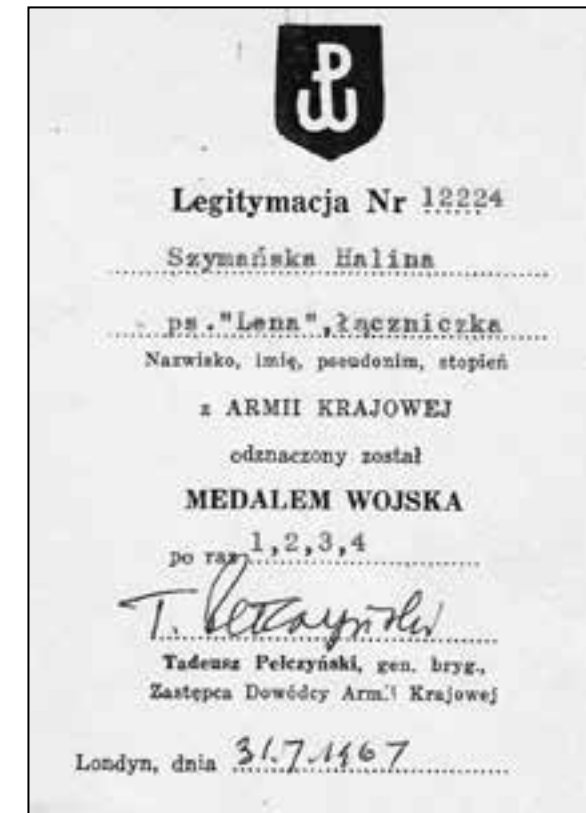 Legitymacja Nr 12224
Szymańska Halina
ps."Lena",łączniczka
Nazwisko, imię, pseudonim, stopień
z ARMII KRAJOWEJ
odznaczony został
MEDALEM WOJSKA
po raz 1,2,3,4
T. Pełczyński
Tadeusz Pełczyński, gen. bryg.,
Zastępca Dowódcy Armii Krajowej
Londyn, dnia 31.7.1967